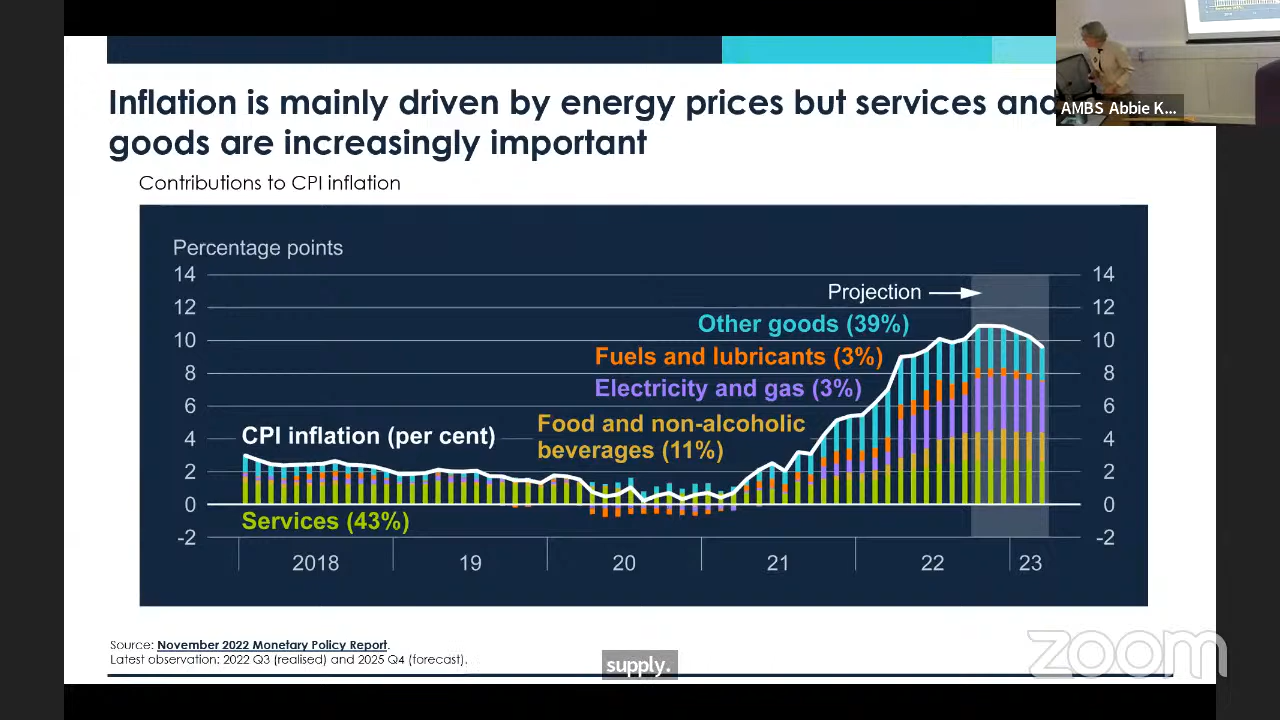 Inflation is mainly driven by energy prices but services and
goods are increasingly important
AMBS Abbie K...
Contributions to CPI inflation
Percentage points
14
12
10
8
6
4
2
0
-2
14
12
10
8
6
4
2
0
-2
Projection
Other goods (39%)
Fuels and lubricants (3%)
Electricity and gas (3%)
Food and non-alcoholic
beverages (11%)
CPI inflation (per cent)
Services (43%)
2018
19
20
21
22
23
Source: November 2022 Monetary Policy Report.
Latest observation: 2022 Q3 (realised) and 2025 Q4 (forecast).
supply.
zoom